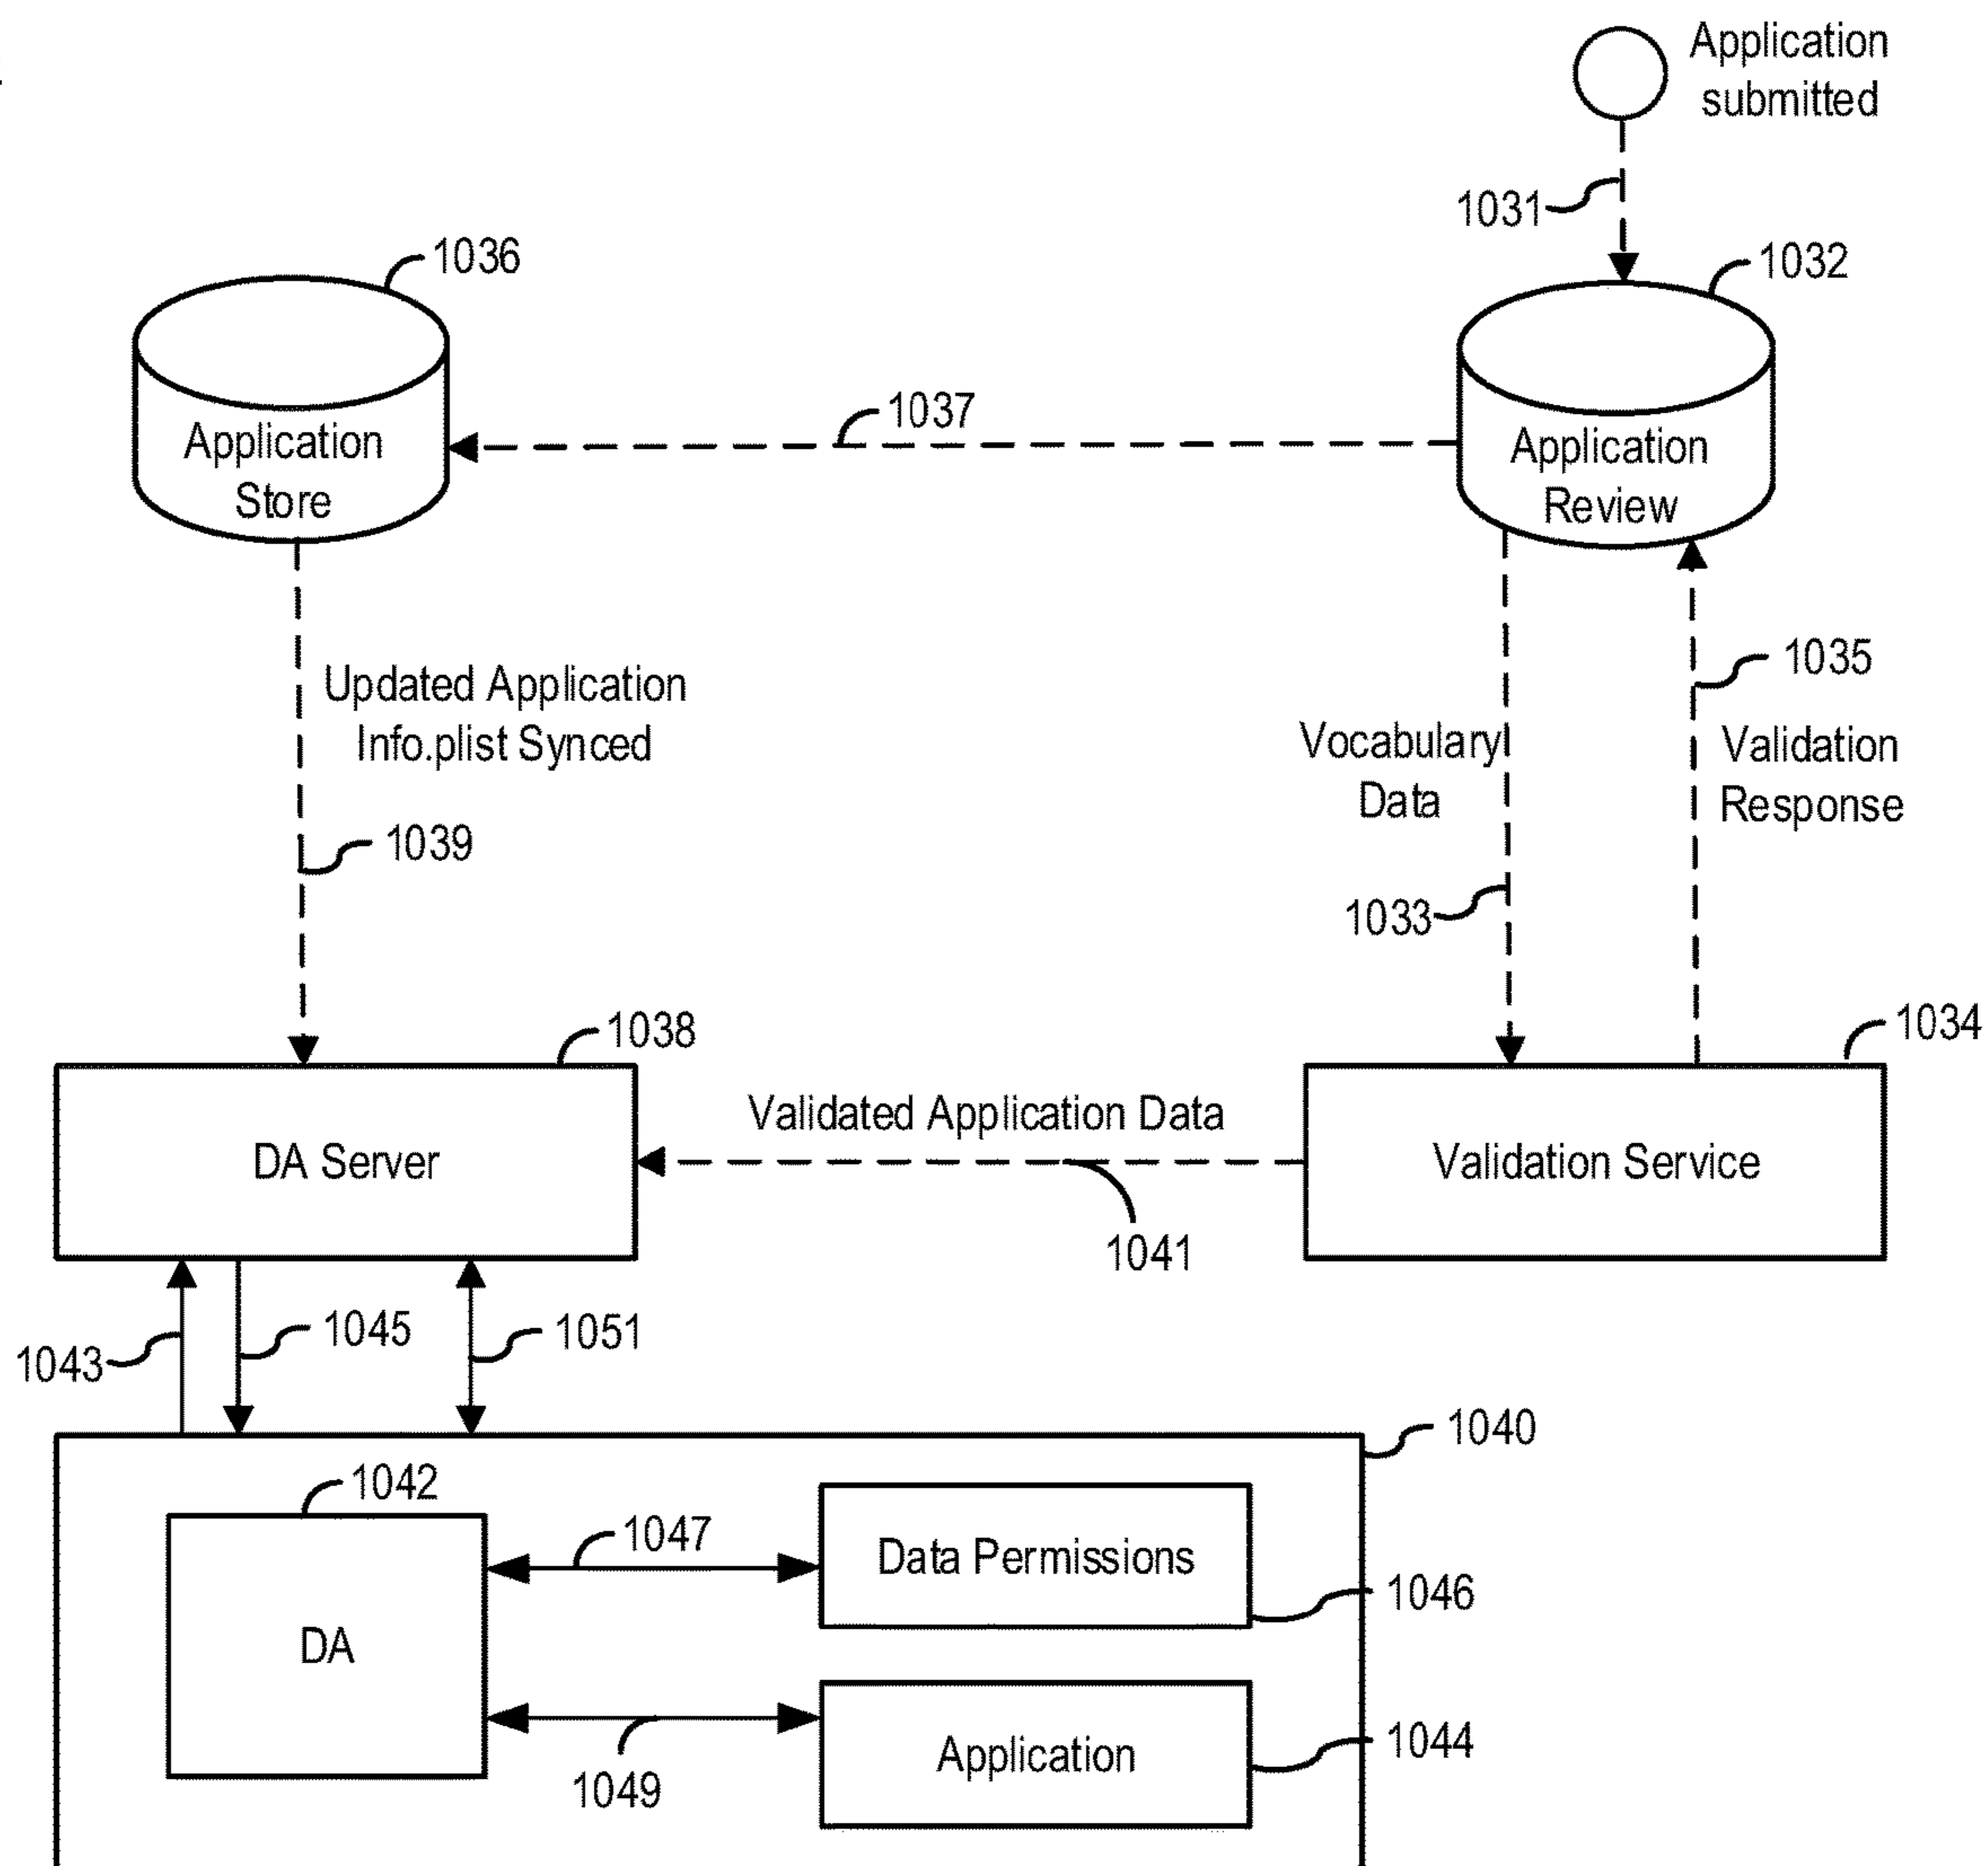 Application
submitted
1031
1036
1032
1037
Application
Store
Application
Review
Updated Application
Info.plist Synced
1035
Vocabulary
Data
Validation
Response
1039
1033
1038
1034
Validated Application Data
DA Server
Validation Service
1041
1043
1045
1051
1040
1042
1047
Data Permissions
1046
DA
1049
Application
1044